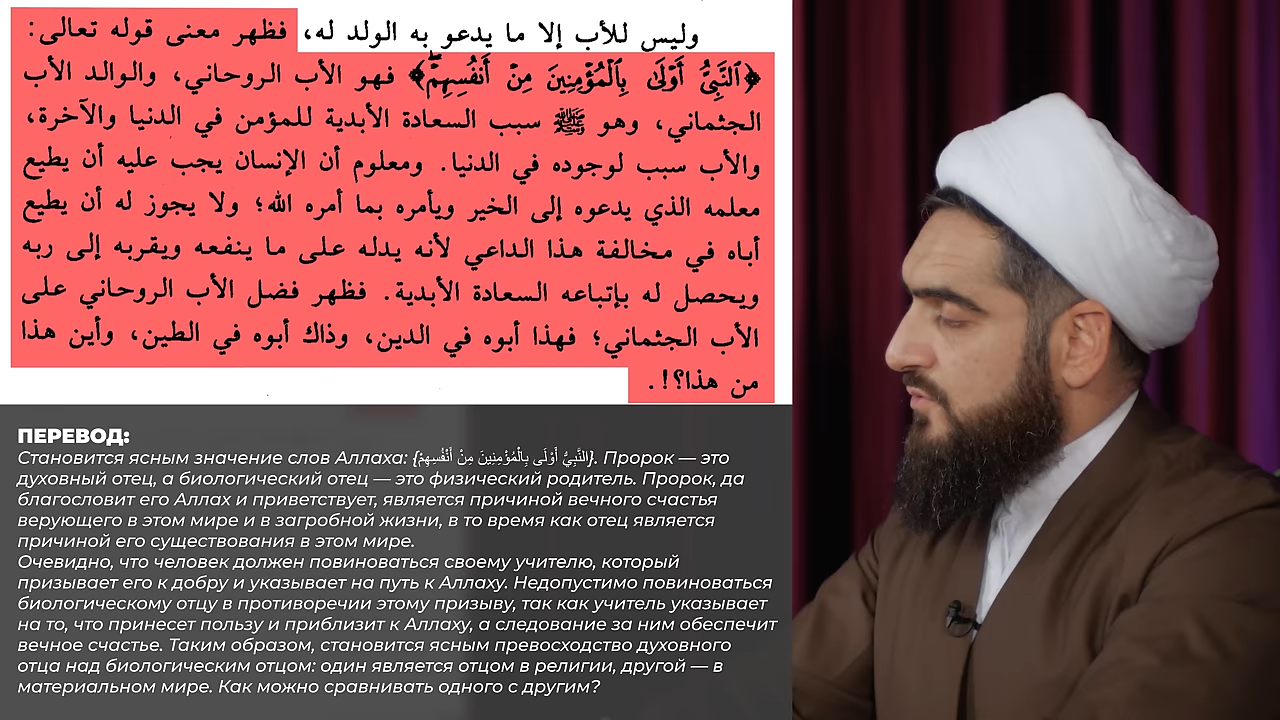 وليس للأب إلا ما يدعو به الولد له، فظهر معنى قوله تعالى:
﴿ٱلنَّبِيُّ أَوْلَىٰ بِٱلْمُؤْمِنِينَ مِنْ أَنفُسِهِمْۖ﴾ فهو الأب الروحاني، والوالد الأب
الجثماني، وهو ﷺ سبب السعادة الأبدية للمؤمن في الدنيا والآخرة،
والأب سبب لوجوده في الدنيا. ومعلوم أن الإنسان يجب عليه أن يطيع
معلمه الذي يدعوه إلى الخير ويأمره بما أمره الله؛ ولا يجوز له أن يطيع
أباه في مخالفة هذا الداعي لأنه يدله على ما ينفعه ويقربه إلى ربه
ويحصل له بإتباعه السعادة الأبدية. فظهر فضل الأب الروحاني على
الأب الجثماني؛ فهذا أبوه في الدين، وذاك أبوه في الطين، وأين هذا
من هذا؟!.
ПЕРЕВОД:
Становится ясным значение слов Аллаха: {النَّبِيُّ أَوْلَى بِالْمُؤْمِنِينَ مِنْ أَنْفُسِهِمْ}. Пророк — это
духовный отец, а биологический отец — это физический родитель. Пророк, да
благословит его Аллах и приветствует, является причиной вечного счастья
верующего в этом мире и в загробной жизни, в то время как отец является
причиной его существования в этом мире.
Очевидно, что человек должен повиноваться своему учителю, который
призывает его к добру и указывает на путь к Аллаху. Недопустимо повиноваться
биологическому отцу в противоречии этому призыву, так как учитель указывает
на то, что принесет пользу и приблизит к Аллаху, а следование за ним обеспечит
вечное счастье. Таким образом, становится ясным превосходство духовного
отца над биологическим отцом: один является отцом в религии, другой — в
материальном мире. Как можно сравнивать одного с другим?